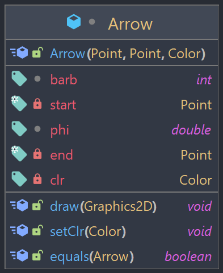 Arrow
Arrow(Point, Point, Color)
barb int
start Point
phi double
end Point
clr Color
draw(Graphics2D) void
setClr(Color) void
equals(Arrow) boolean